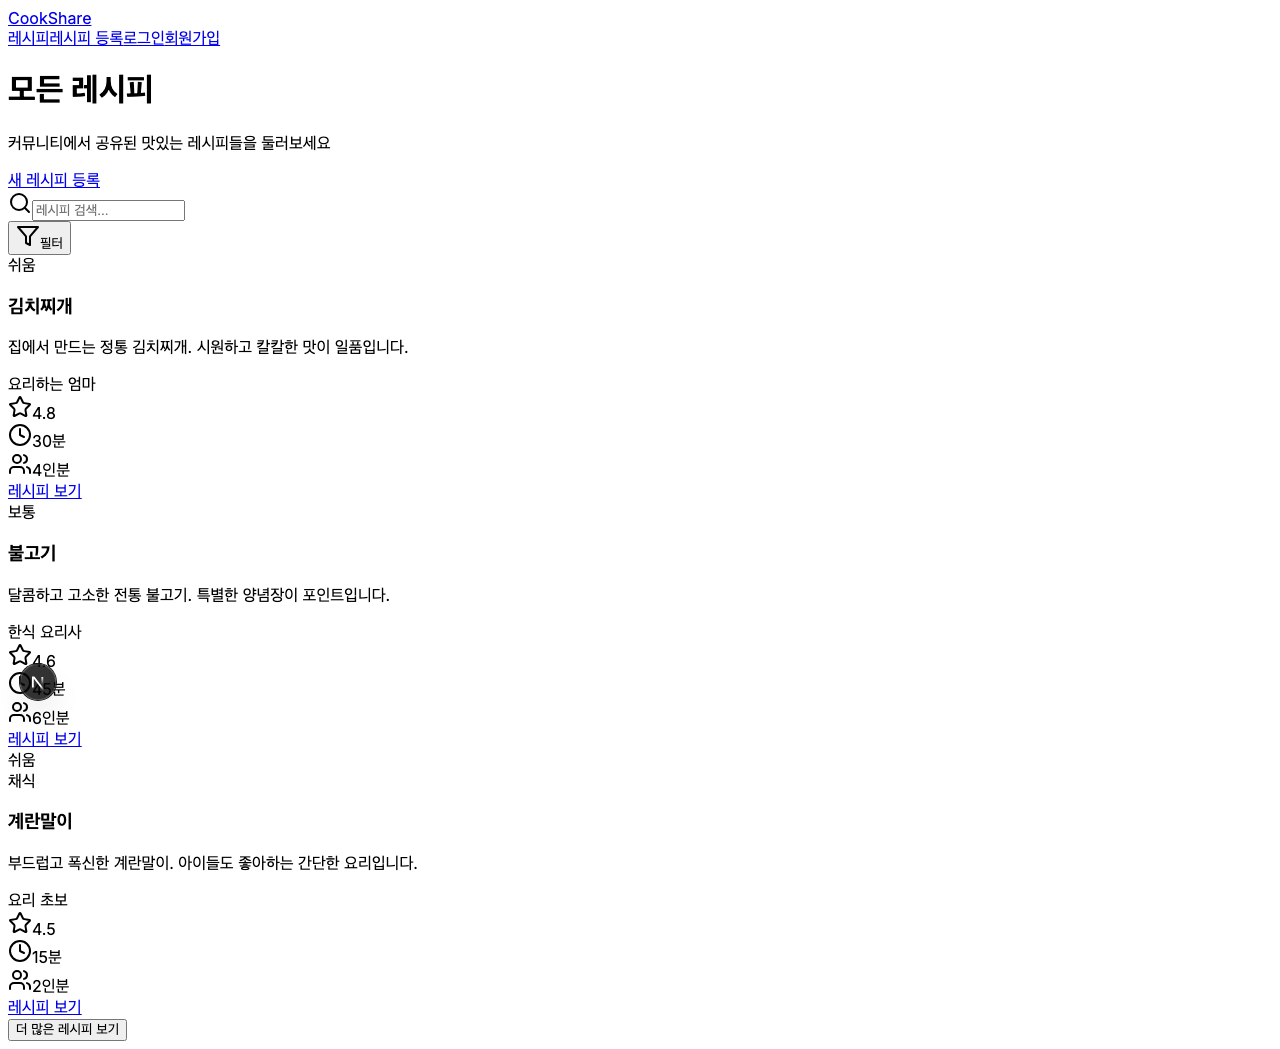 CookShare
레시피레시피 등록로그인회원가입
모든 레시피
커뮤니티에서 공유된 맛있는 레시피들을 둘러보세요
새 레시피 등록
레시피 검색...
필터
쉬움
김치찌개
집에서 만드는 정통 김치찌개. 시원하고 칼칼한 맛이 일품입니다.
요리하는 엄마
4.8
30분
4인분
레시피 보기
보통
불고기
달콤하고 고소한 전통 불고기. 특별한 양념장이 포인트입니다.
한식 요리사
4.6
45분
N
6인분
레시피 보기
쉬움
채식
계란말이
부드럽고 폭신한 계란말이. 아이들도 좋아하는 간단한 요리입니다.
요리 초보
4.5
15분
2인분
레시피 보기
더 많은 레시피 보기